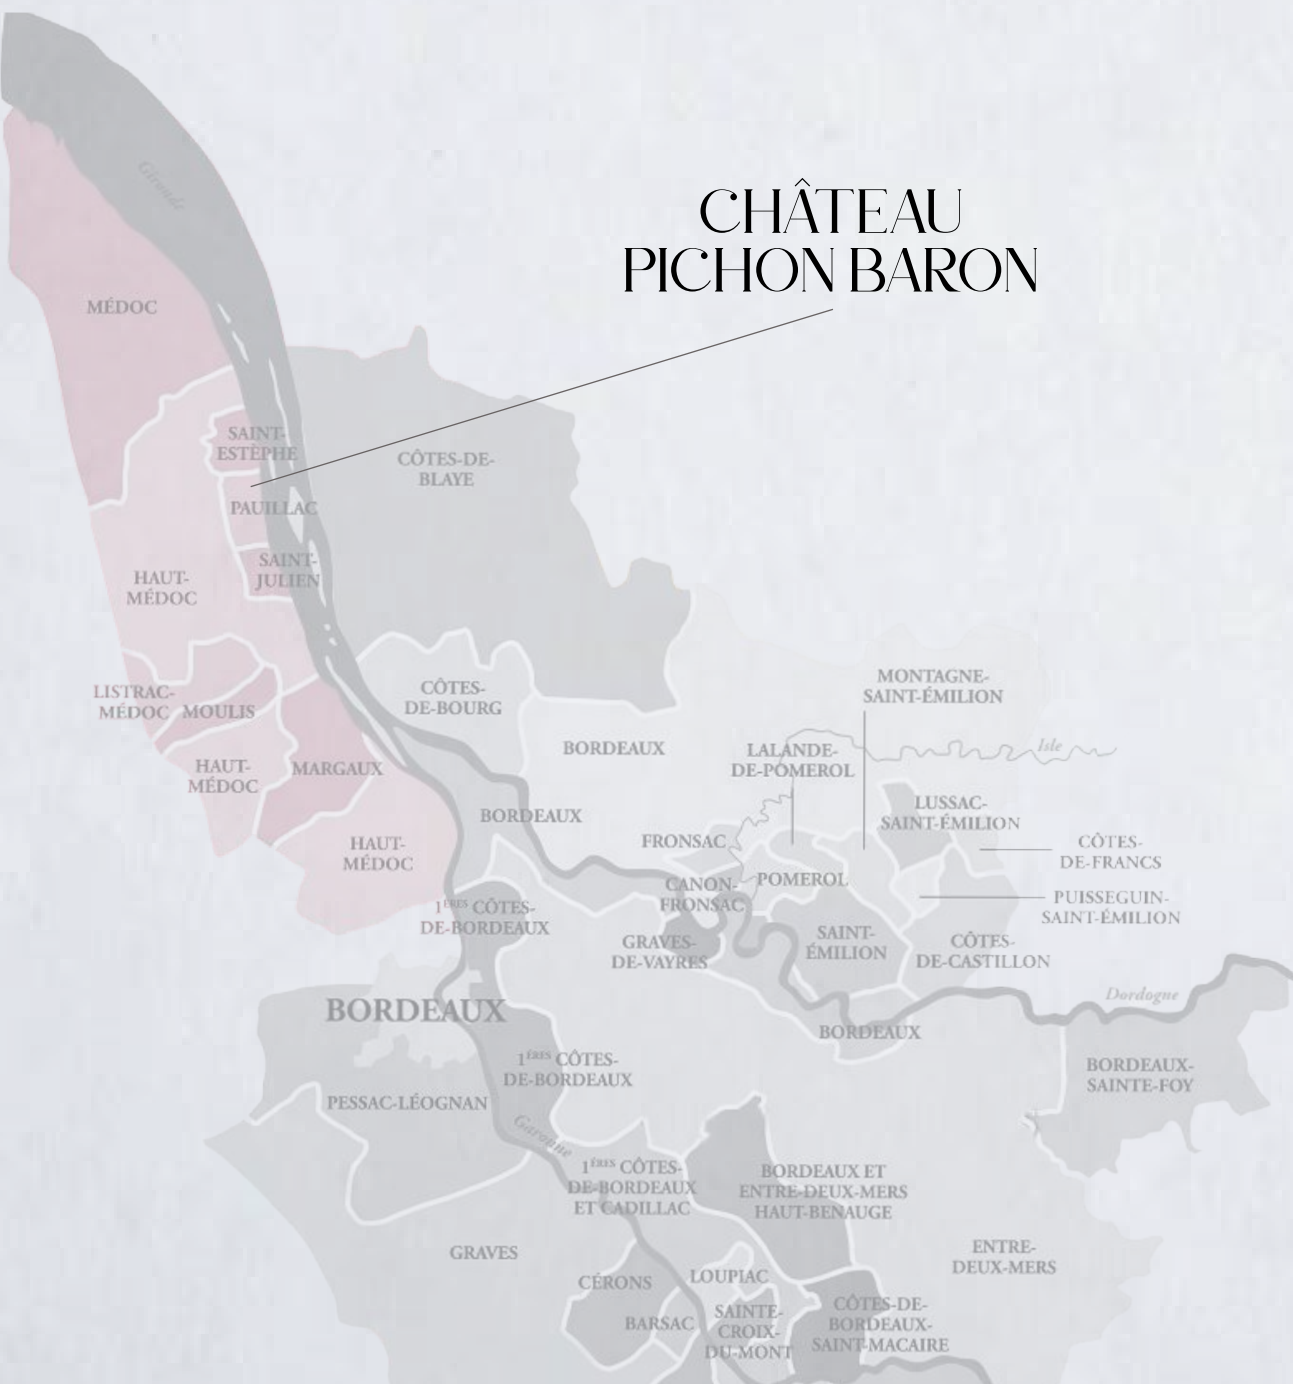 Gironde
CHÂTEAU
PICHON BARON
MÉDOC
SAINT-
ESTÈPHE
CÔTES-DE-
BLAYE
PAUILLAC
SAINT-
JULIEN
HAUT-
MÉDOC
LISTRAC-
MÉDOC
MOULIS
CÔTES-
DE-BOURG
MONTAGNE-
SAINT-ÉMILION
BORDEAUX
LALANDE-
DE-POMEROL
Isle
HAUT-
MÉDOC
MARGAUX
BORDEAUX
LUSSAC-
SAINT-ÉMILION
FRONSAC
CÔTES-
DE-FRANCS
HAUT-
MÉDOC
CANON-
FRONSAC
POMEROL
PUISSEGUIN-
SAINT-ÉMILION
1ÈRES CÔTES-
DE-BORDEAUX
GRAVES-
DE-VAYRES
SAINT-
ÉMILION
CÔTES-
DE-CASTILLON
BORDEAUX
Dordogne
BORDEAUX
1ÈRES CÔTES-
DE-BORDEAUX
BORDEAUX-
SAINTE-FOY
PESSAC-LÉOGNAN
Garonne
1ÈRES CÔTES-
DE-BORDEAUX
ET CADILLAC
BORDEAUX ET
ENTRE-DEUX-MERS
HAUT-BENAUGE
GRAVES
ENTRE-
DEUX-MERS
CÉRONS
LOUPIAC
BARSAC
SAINTE-
CROIX-
DU-MONT
CÔTES-DE-
BORDEAUX-
SAINT-MACAIRE